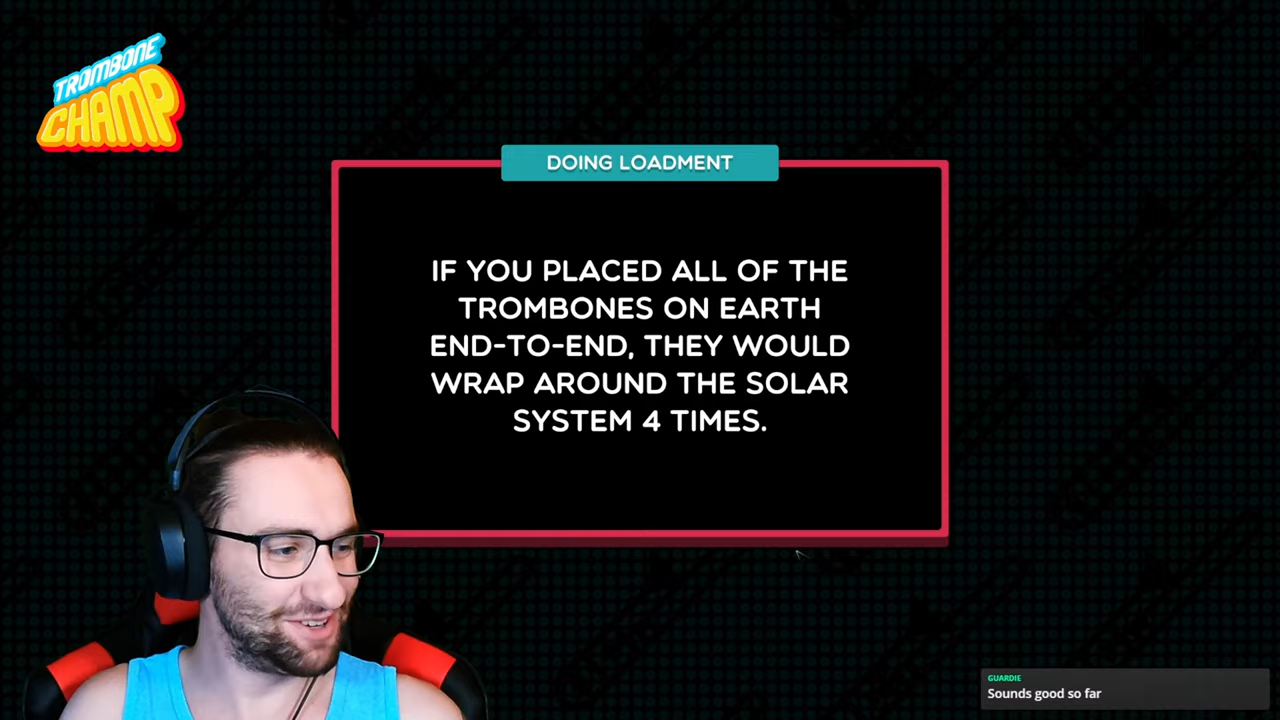 TROMBONE
CHAMP
DOING LOADMENT
IF YOU PLACED ALL OF THE
TROMBONES ON EARTH
END-TO-END, THEY WOULD
WRAP AROUND THE SOLAR
SYSTEM 4 TIMES.
GUARDIE
Sounds good so far